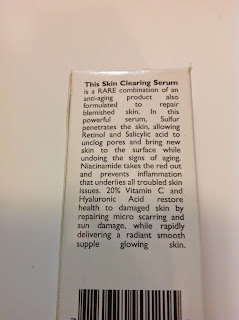 This Skin Clearing Serum
is a RARE combination of an
anti-aging product also
formulated to repair
blemished skin. In this
powerful serum, Sulfur
penetrates the skin, allowing
Retinol and Salicylic acid to
unclog pores and bring new
skin to the surface while
undoing the signs of aging.
Niacinamide takes the red out
and prevents inflammation
that underlies all troubled skin
issues. 20% Vitamin C and
Hyaluronic Acid restore
health to damaged skin by
repairing micro scarring and
sun damage, while rapidly
delivering a radiant smooth
supple glowing skin.